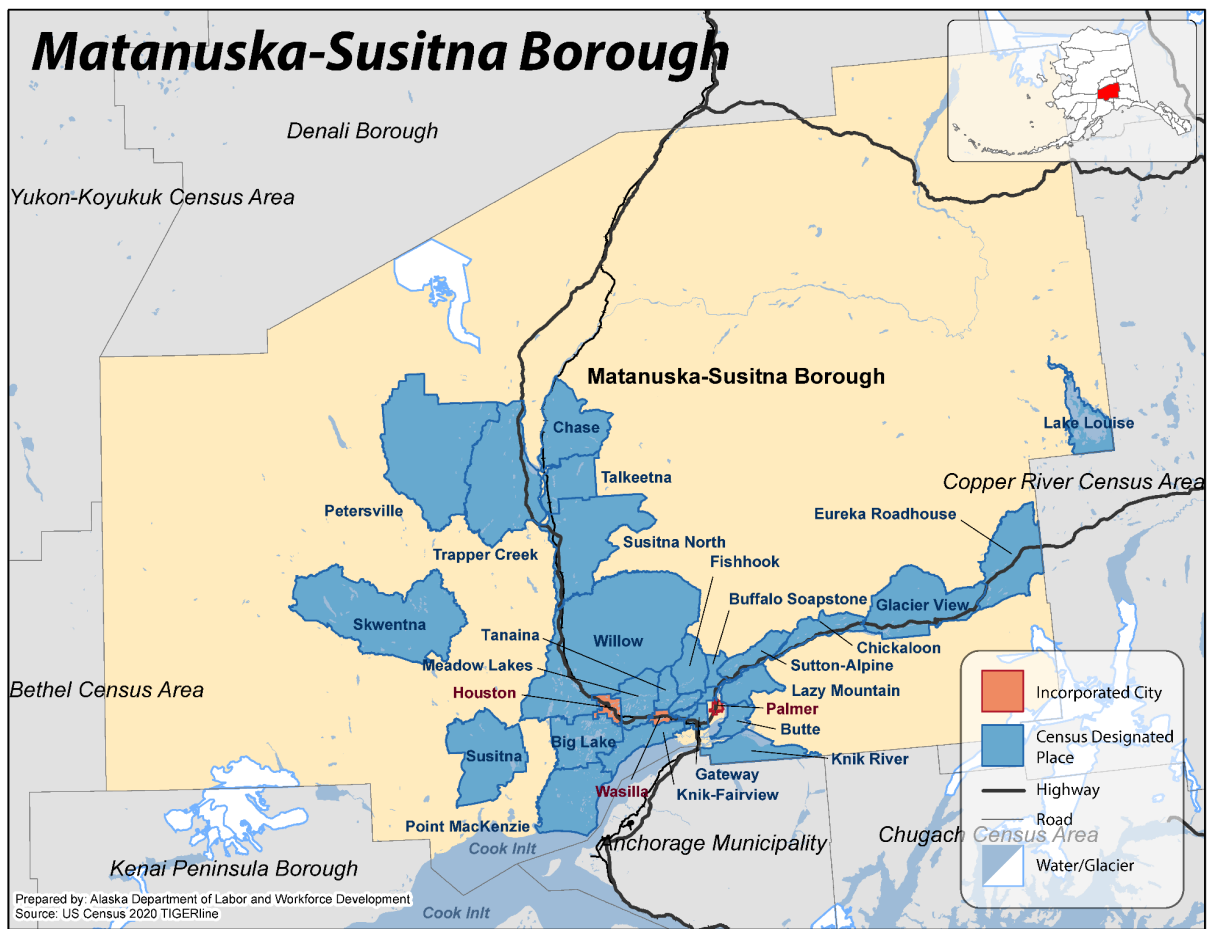 Matanuska-Susitna Borough
Denali Borough
Yukon-Koyukuk Census Area
Matanuska-Susitna Borough
Chase
Lake Louise
Talkeetna
Copper River Census Area
Petersville
Eureka Roadhouse
Susitna North
Trapper Creek
Fishhook
Buffalo Soapstone
Glacier View
Skwentna
Tanaina
Willow
Chickaloon
Meadow Lakes
Sutton-Alpine
Bethel Census Area
Houston
Lazy Mountain
Palmer
Butte
Big Lake
Susitna
Knik River
Gateway
Wasilla
Knik-Fairview
Point MacKenzie
Cook Inlt
Anchorage Municipality
Chugach Census Area
Kenai Peninsula Borough
Cook Inlt
Incorporated City
Census Designated
Place
Highway
Road
Water/Glacier
Prepared by: Alaska Department of Labor and Workforce Development
Source: US Census 2020 TIGERline